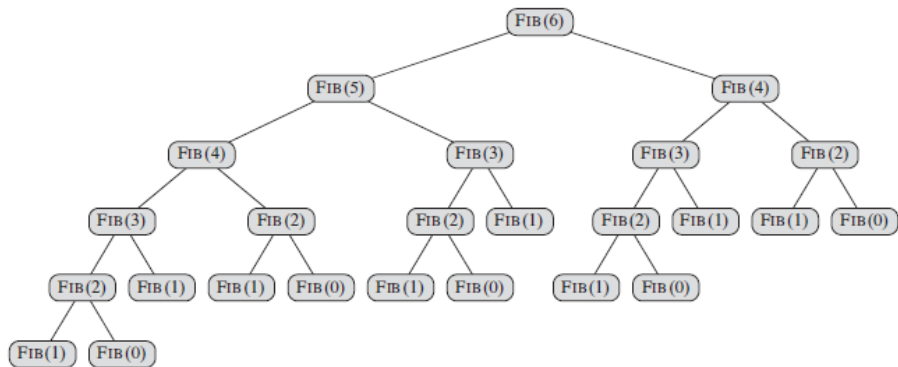 FIB(6)
FIB(5) FIB(4)
FIB(4) FIB(3) FIB(3) FIB(2)
FIB(3) FIB(2) FIB(2) FIB(1) FIB(2) FIB(1) FIB(1) FIB(0)
FIB(2) FIB(1) FIB(1) FIB(0) FIB(1) FIB(0) FIB(1) FIB(0)
FIB(1) FIB(0)